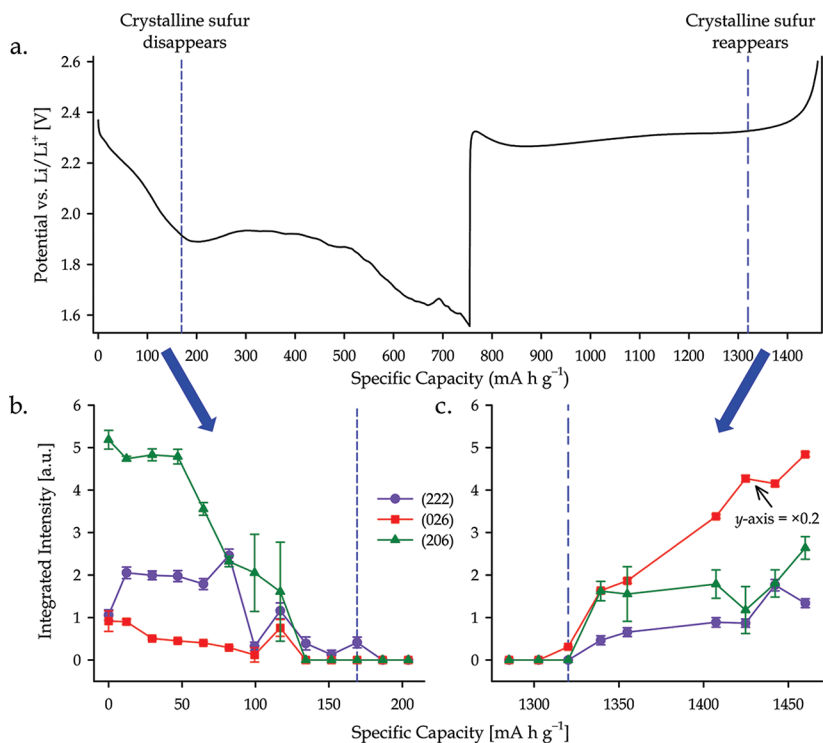 Crystalline sufur
disappears
Crystalline sufur
reappears
a.
2.6
2.4
2.2
2.0
1.8
1.6
Potential vs. Li/Li⁺ [V]
0 100 200 300 400 500 600 700 800 900 1000 1100 1200 1300 1400
Specific Capacity (mA h g⁻¹)
b.
6
5
4
3
2
1
0
Integrated Intensity [a.u.]
0 50 100 150 200
(222)
(026)
(206)
c.
6
5
4
3
2
1
0
y-axis = ×0.2
1300 1350 1400 1450
Specific Capacity [mA h g⁻¹]